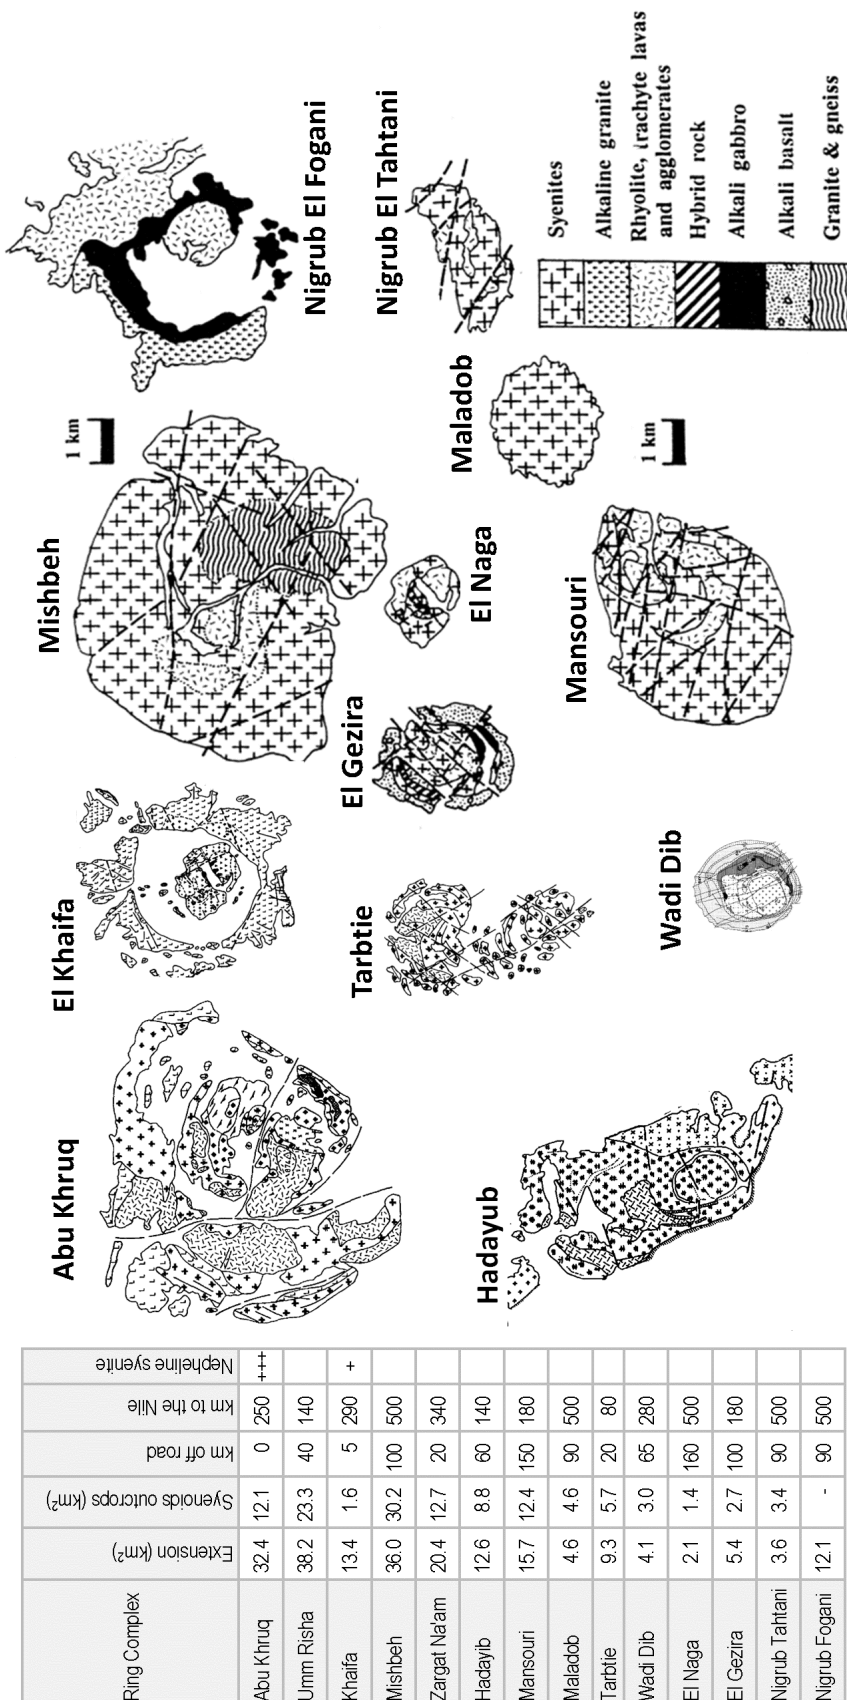 Ring Complex	Extension (km²)	Syenoids outcrops (km²)	km off road	km to the Nile	Nepheline syenite
Abu Khruq	32.4	12.1	0	250	+++
Umm Risha	38.2	23.3	40	140
Khaifa	13.4	1.6	5	290	+
Mishbeh	36.0	30.2	100	500
Zargat Na'am	20.4	12.7	20	340
Hadayib	12.6	8.8	60	140
Mansouri	15.7	12.4	150	180
Maladob	4.6	4.6	90	500
Tarbtie	9.3	5.7	20	80
Wadi Dib	4.1	3.0	65	280
El Naga	2.1	1.4	160	500
El Gezira	5.4	2.7	100	180
Nigrub Tahtani	3.6	3.4	90	500
Nigrub Fogani	12.1	-	90	500
Abu Khruq
El Khaifa
Mishbeh
1 km
Nigrub El Fogani
Hadayub
Tarbtie
El Gezira
El Naga
Maladob
Nigrub El Tahtani
Wadi Dib
Mansouri
1 km
Syenites
Alkaline granite
Rhyolite, trachyte lavas
and agglomerates
Hybrid rock
Alkali gabbro
Alkali basalt
Granite & gneiss